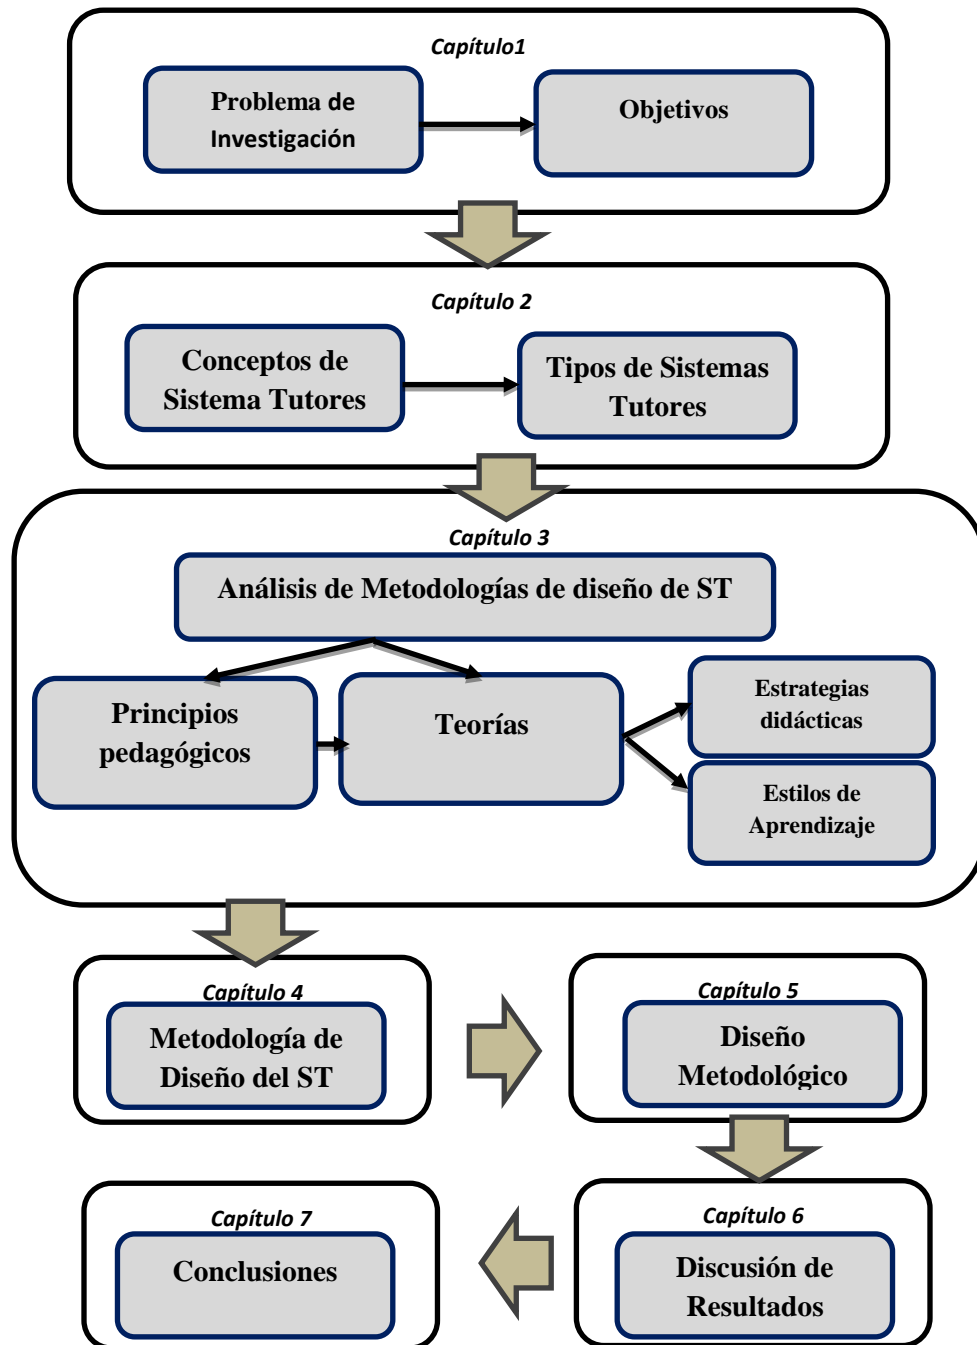 Capítulo1
Problema de
Investigación
Objetivos
Capítulo 2
Conceptos de
Sistema Tutores
Tipos de Sistemas
Tutores
Capítulo 3
Análisis de Metodologías de diseño de ST
Principios
pedagógicos
Teorías
Estrategias
didácticas
Estilos de
Aprendizaje
Capítulo 4
Metodología de
Diseño del ST
Capítulo 5
Diseño
Metodológico
Capítulo 7
Conclusiones
Capítulo 6
Discusión de
Resultados